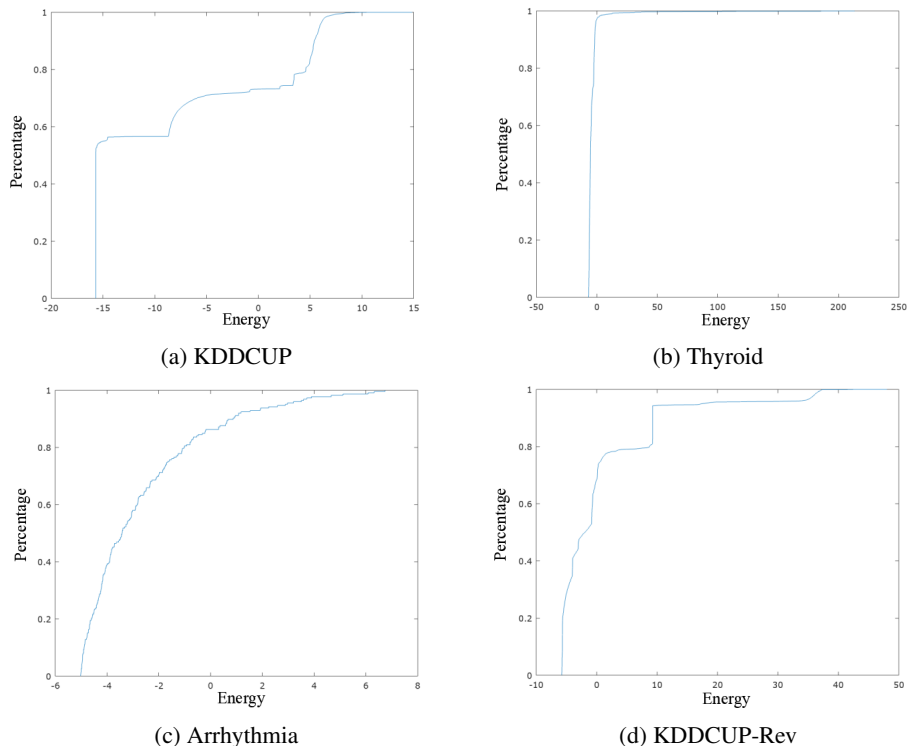 1
0.8
0.6
0.4
0.2
0
Percentage
-20 -15 -10 -5 0 5 10 15
Energy
(a) KDDCUP
1
0.8
0.6
0.4
0.2
0
Percentage
-50 0 50 100 150 200 250
Energy
(b) Thyroid
1
0.8
0.6
0.4
0.2
0
Percentage
-6 -4 -2 0 2 4 6 8
Energy
(c) Arrhythmia
1
0.8
0.6
0.4
0.2
0
Percentage
-10 0 10 20 30 40 50
Energy
(d) KDDCUP-Rev